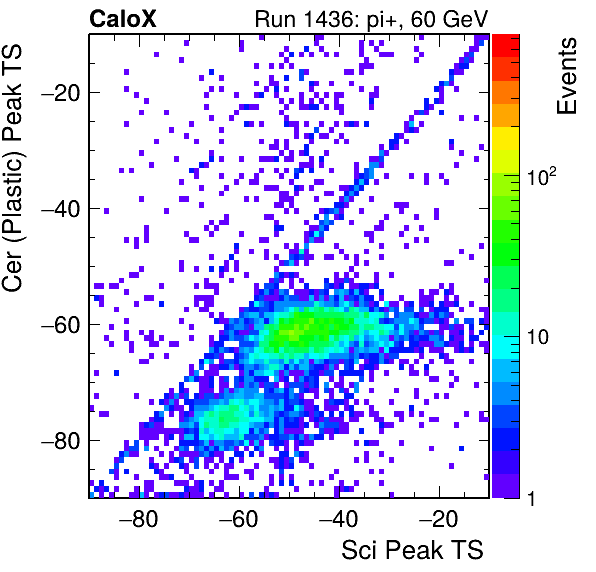 CaloX Run 1436: pi+, 60 GeV
Events
Cer (Plastic) Peak TS
−20
−40
−60
−80
10²
10
1
−80 −60 −40 −20
Sci Peak TS